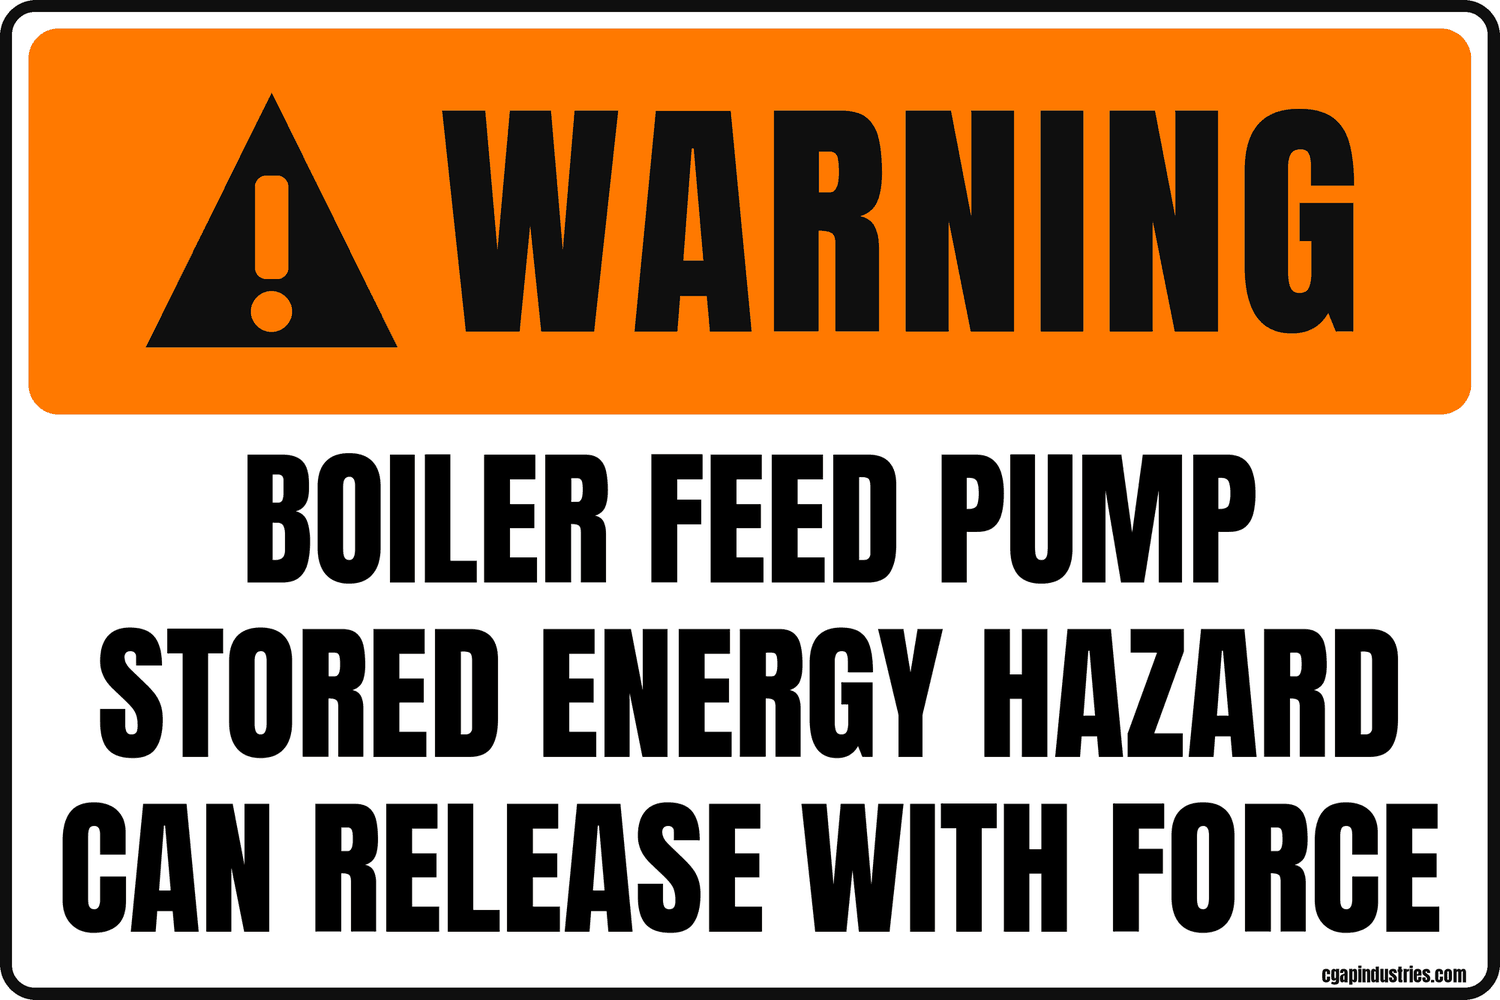 WARNING
BOILER FEED PUMP
STORED ENERGY HAZARD
CAN RELEASE WITH FORCE
cgapindustries.com